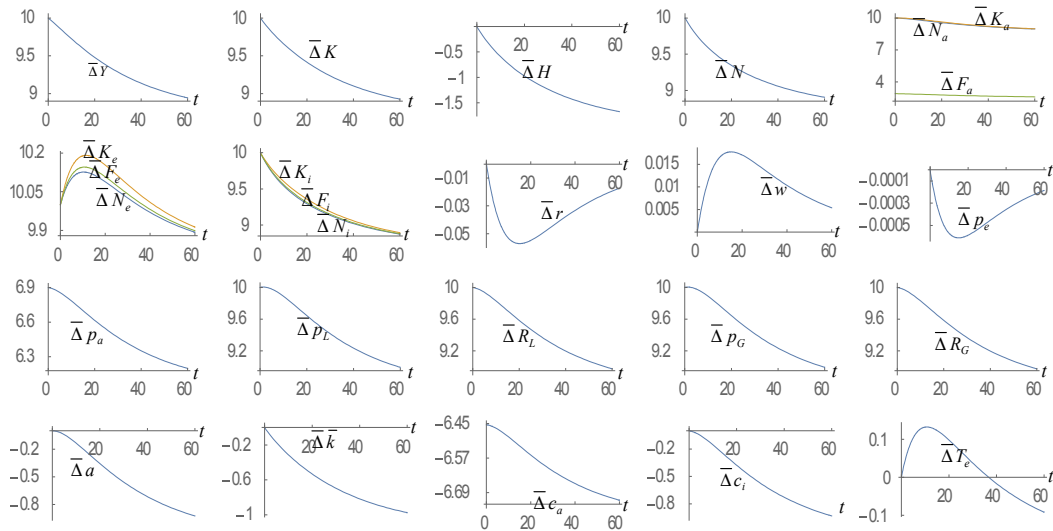 10
9.5
9
Δ̅ Y
0 20 40 60 t
10
9.5
9
Δ̅ K
0 20 40 60 t
20 40 60 t
−0.5
−1
−1.5
Δ̅ H
10
9.5
9
Δ̅ N
0 20 40 60 t
10
7
4
Δ̅ N_a
Δ̅ K_a
Δ̅ F_a
0 20 40 60 t
10.2
10.05
9.9
Δ̅ K_e
Δ̅ F_e
Δ̅ N_e
0 20 40 60 t
10
9.5
9
Δ̅ K_i
Δ̅ F_i
Δ̅ N_i
0 20 40 60 t
20 40 60 t
−0.01
−0.03
−0.05
Δ̅ r
0.015
0.01
0.005
Δ̅ w
0 20 40 60 t
20 40 60 t
−0.0001
−0.0003
−0.0005
Δ̅ p_e
6.9
6.6
6.3
Δ̅ p_a
0 20 40 60 t
10
9.6
9.2
Δ̅ p_L
0 20 40 60 t
10
9.6
9.2
Δ̅ R_L
0 20 40 60 t
10
9.6
9.2
Δ̅ p_G
0 20 40 60 t
10
9.6
9.2
Δ̅ R_G
0 20 40 60 t
20 40 60 t
−0.2
−0.5
−0.8
Δ̅ a
20 40 60 t
−0.2
−0.6
−1
Δ̅ k̅
−6.45
−6.57
−6.69
Δ̅ c_a
0 20 40 60 t
20 40 60 t
−0.2
−0.5
−0.8
Δ̅ c_i
0.1
0
−0.1
Δ̅ T_e
20 40 60 t